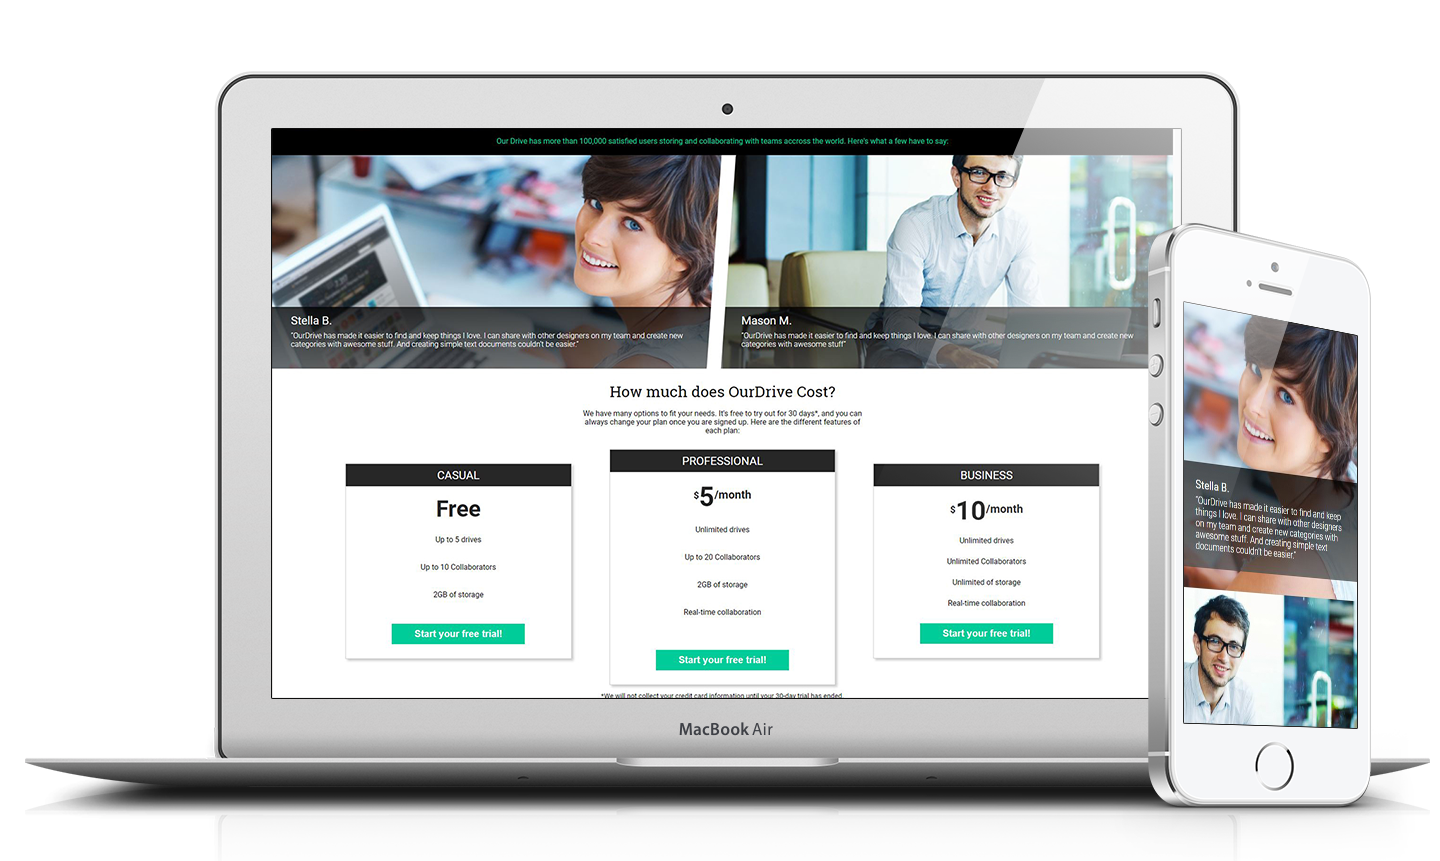 Our Drive has more than 100,000 satisfied users storing and collaborating with teams accross the world. Here's what a few have to say:
Stella B.
"OurDrive has made it easier to find and keep things I love. I can share with other designers on my team and create new
categories with awesome stuff. And creating simple text documents couldn't be easier."
Mason M.
"OurDrive has made it easier to find and keep things I love. I can share with other designers on my team and create new
categories with awesome stuff"
How much does OurDrive Cost?
We have many options to fit your needs. It's free to try out for 30 days*, and you can
always change your plan once you are signed up. Here are the different features of
each plan:
CASUAL
Free
Up to 5 drives
Up to 10 Collaborators
2GB of storage
Start your free trial!
PROFESSIONAL
$5/month
Unlimited drives
Up to 20 Collaborators
2GB of storage
Real-time collaboration
Start your free trial!
BUSINESS
$10/month
Unlimited drives
Unlimited Collaborators
Unlimited of storage
Real-time collaboration
Start your free trial!
*We will not collect your credit card information until your 30-day trial has ended.
MacBook Air
Stella B.
"OurDrive has made it easier to find and keep
things I love. I can share with other designers
on my team and create new categories with
awesome stuff. And creating simple text
documents couldn't be easier."